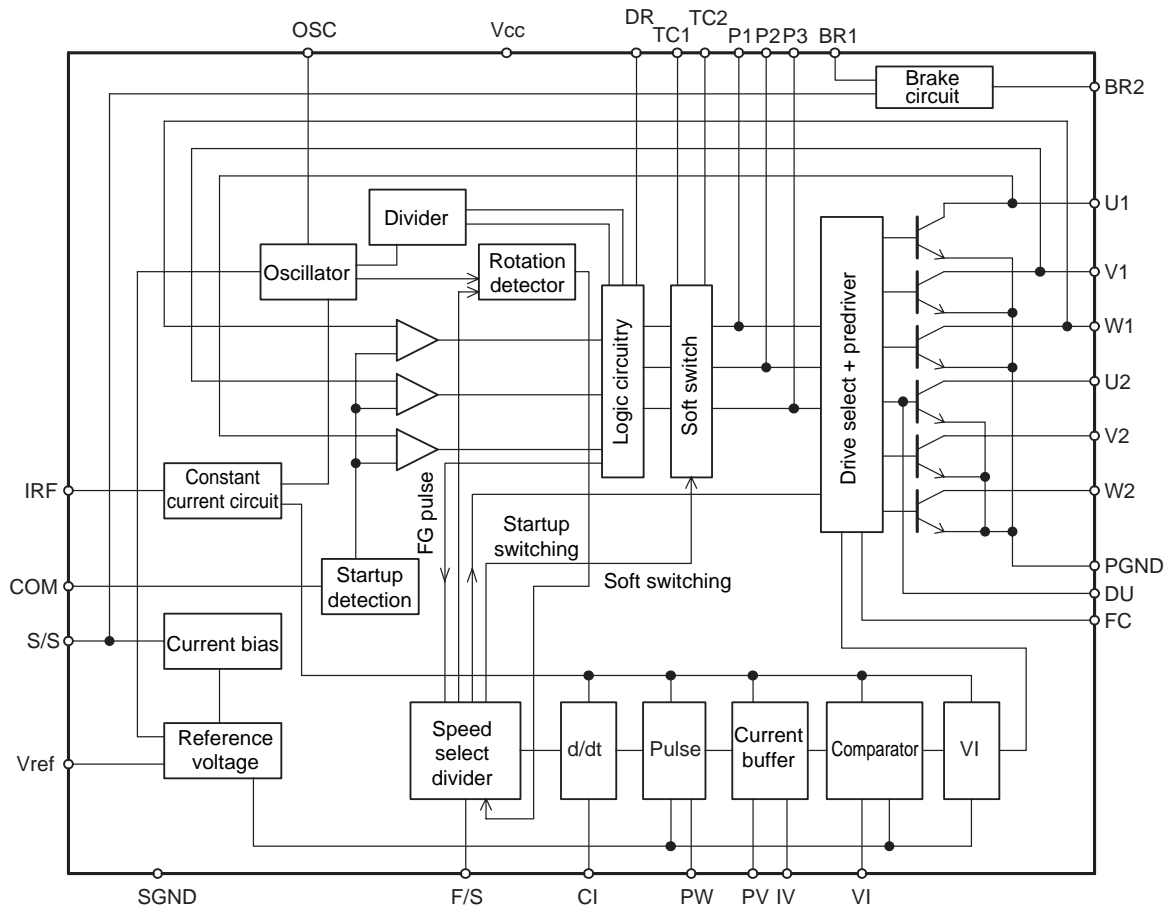 OSC
Vcc
DR
TC1
TC2
P1
P2
P3
BR1
Brake
circuit
BR2
Divider
U1
Oscillator
Rotation
detector
V1
W1
Logic circuitry
Soft switch
Drive select + predriver
U2
V2
IRF
Constant
current circuit
FG pulse
W2
Startup
switching
Soft switching
PGND
COM
Startup
detection
DU
FC
S/S
Current bias
Vref
Reference
voltage
Speed
select
divider
d/dt
Pulse
Current
buffer
Comparator
VI
SGND
F/S
CI
PW
PV
IV
VI